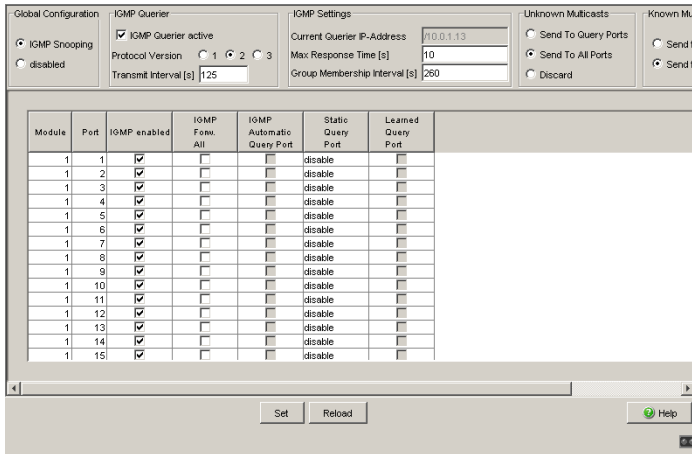 Global Configuration
IGMP Snooping
disabled
IGMP Querier
IGMP Querier active
Protocol Version 1 2 3
Transmit Interval [s] 125
IGMP Settings
Current Querier IP-Address /10.0.1.13
Max Response Time [s] 10
Group Membership Interval [s] 260
Unknown Multicasts
Send To Query Ports
Send To All Ports
Discard
Known Mu
Send t
Send t
Module Port IGMP enabled IGMP Forw. All IGMP Automatic Query Port Static Query Port Learned Query Port
1 1 disable
1 2 disable
1 3 disable
1 4 disable
1 5 disable
1 6 disable
1 7 disable
1 8 disable
1 9 disable
1 10 disable
1 11 disable
1 12 disable
1 13 disable
1 14 disable
1 15 disable
Set Reload Help